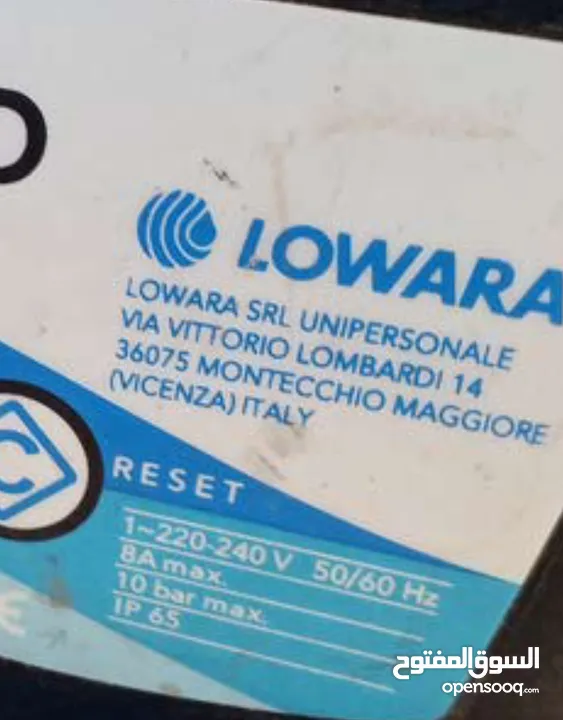 LOWARA
LOWARA SRL UNIPERSONALE
VIA VITTORIO LOMBARDI 14
36075 MONTECCHIO MAGGIORE
(VICENZA) ITALY
RESET
1~220-240 V 50/60 Hz
8A max.
10 bar max.
IP 65
السوق المفتوح
opensooq.com